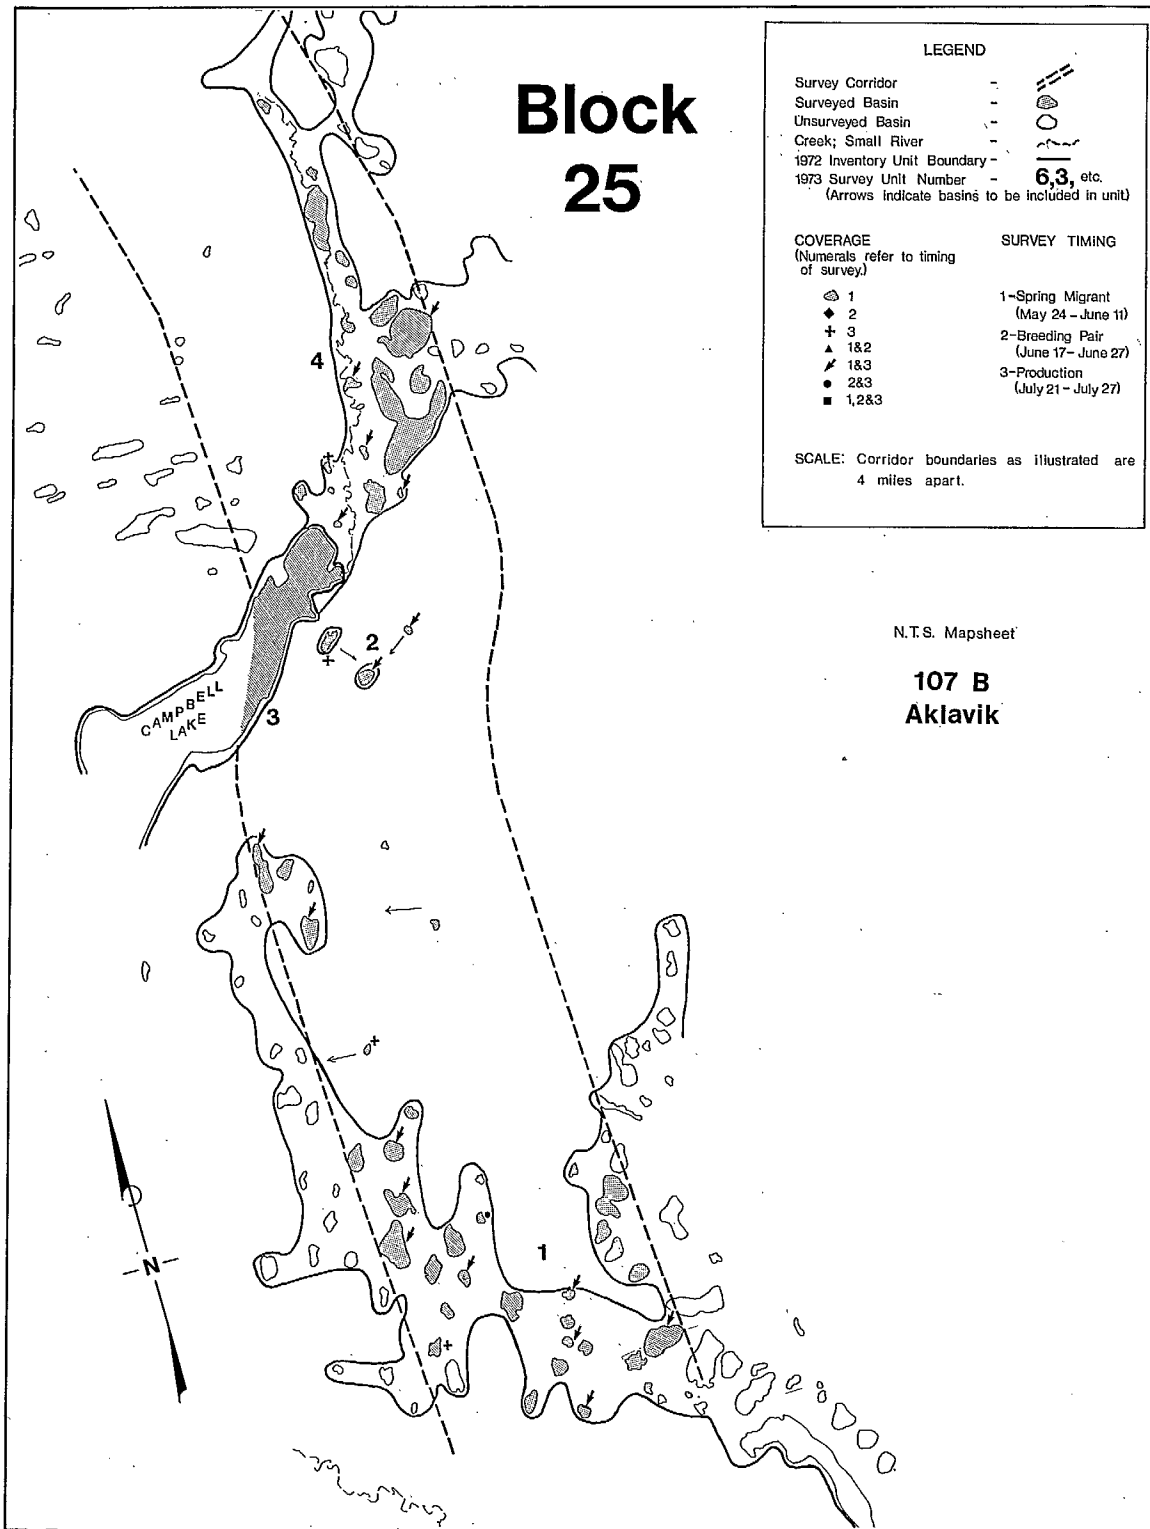 Block
25
LEGEND
Survey Corridor -
Surveyed Basin -
Unsurveyed Basin -
Creek; Small River -
1972 Inventory Unit Boundary -
1973 Survey Unit Number - 6,3, etc.
(Arrows indicate basins to be included in unit)
COVERAGE
(Numerals refer to timing
of survey.)
1
2
3
1&2
1&3
2&3
1,2&3
SURVEY TIMING
1-Spring Migrant
(May 24 - June 11)
2-Breeding Pair
(June 17 - June 27)
3-Production
(July 21 - July 27)
SCALE: Corridor boundaries as illustrated are
4 miles apart.
N.T.S. Mapsheet
107 B
Aklavik
4
2
3
CAMPBELL
LAKE
1
N